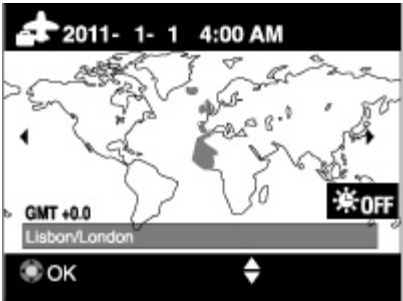 2011- 1- 1 4:00 AM
GMT +0.0
OFF
Lisbon/London
OK